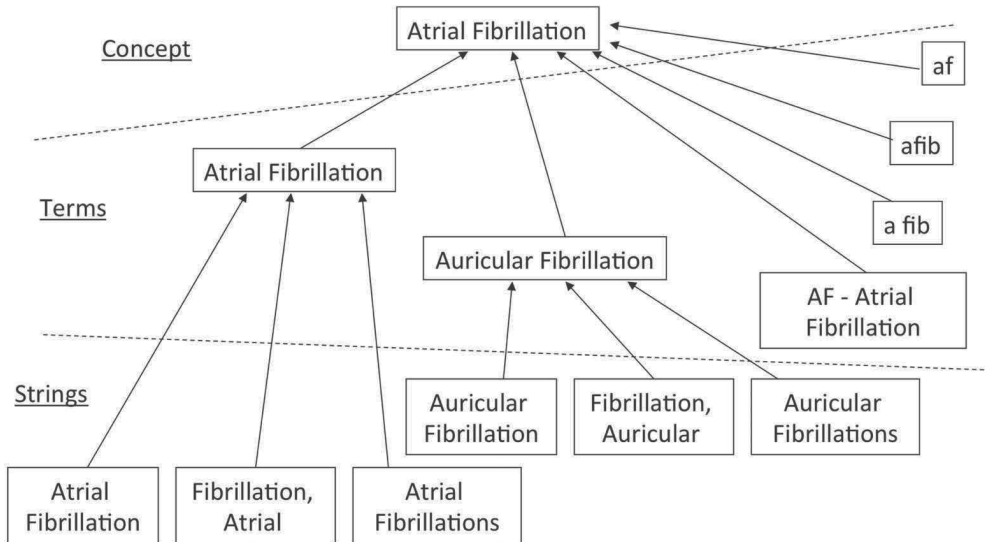 Atrial Fibrillation
Concept
af
afib
Atrial Fibrillation
Terms
a fib
Auricular Fibrillation
AF - Atrial
Fibrillation
Strings
Auricular
Fibrillation
Fibrillation,
Auricular
Auricular
Fibrillations
Atrial
Fibrillation
Fibrillation,
Atrial
Atrial
Fibrillations